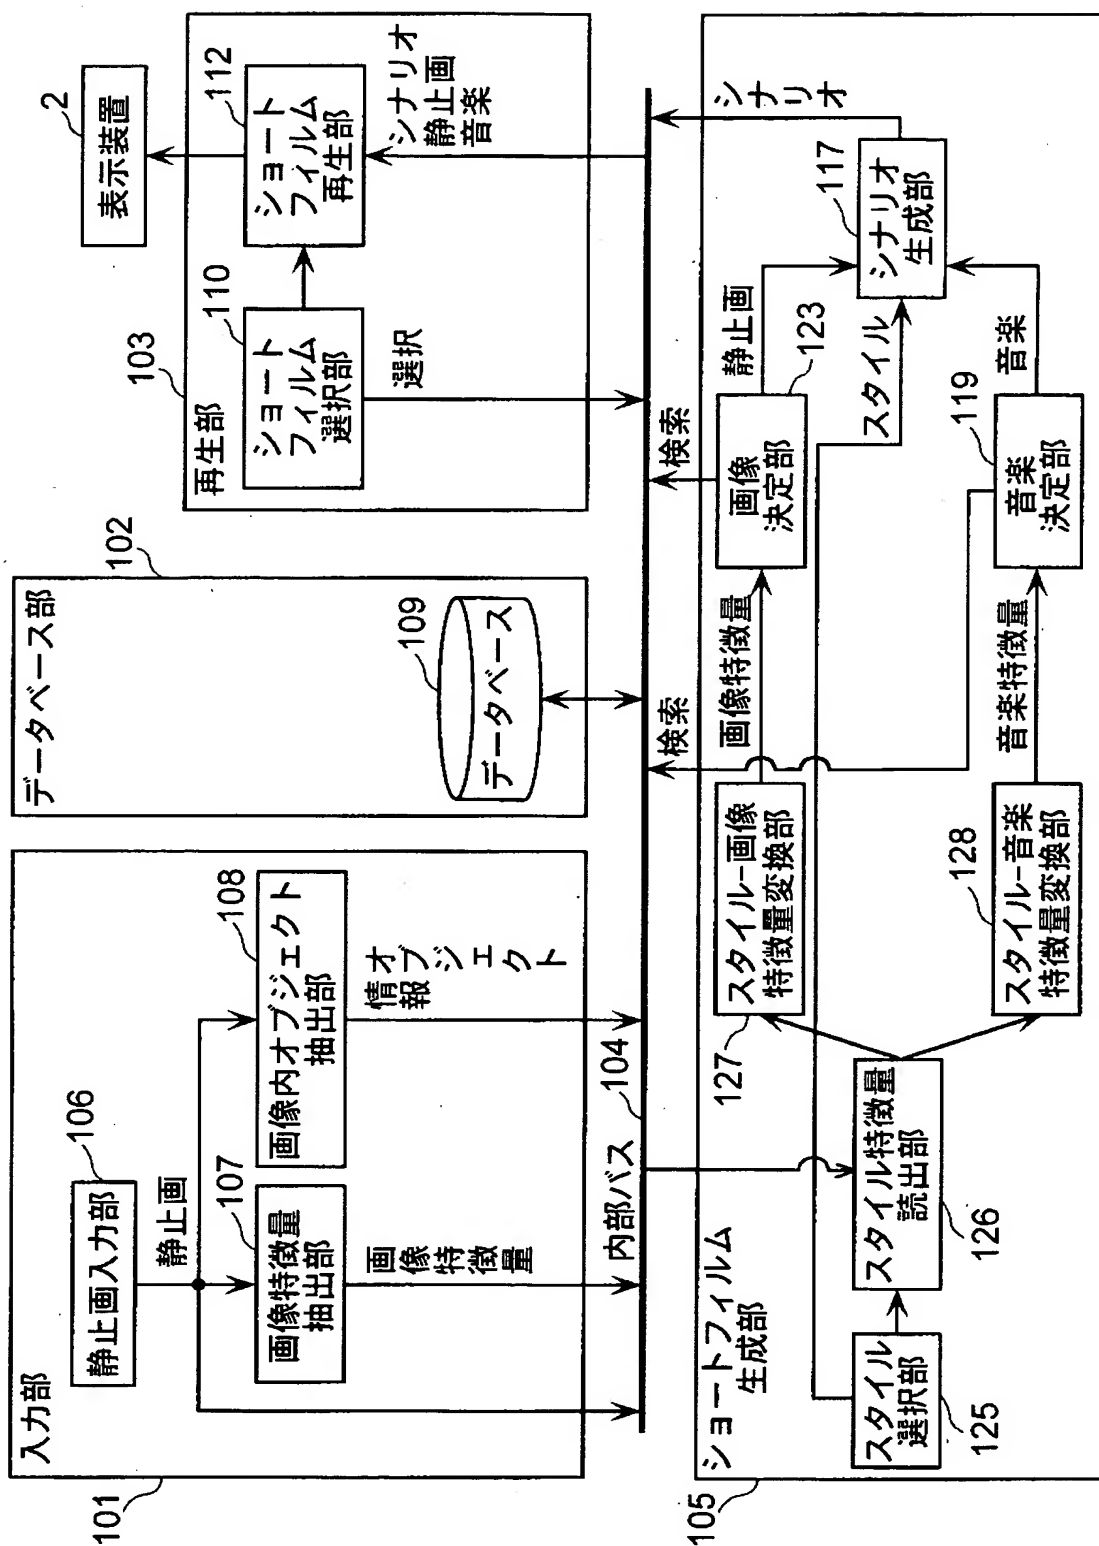 入力部
101
静止画入力部
106
静止画
画像特徴量
抽出部
107
画像特徴量
画像内オブジェクト
抽出部
108
オブジェクト
情報
データベース部
102
データベース
109
再生部
103
ショート
フィルム
選択部
110
選択
ショート
フィルム
再生部
112
シナリオ
静止画
音楽
表示装置
2
内部バス
104
ショートフィルム
生成部
105
スタイル
選択部
125
スタイル特徴量
読出部
126
スタイル−画像
特徴量変換部
127
スタイル−音楽
特徴量変換部
128
画像特徴量
音楽特徴量
検索
検索
画像
決定部
123
音楽
決定部
119
静止画
スタイル
音楽
シナリオ
生成部
117
シナリオ